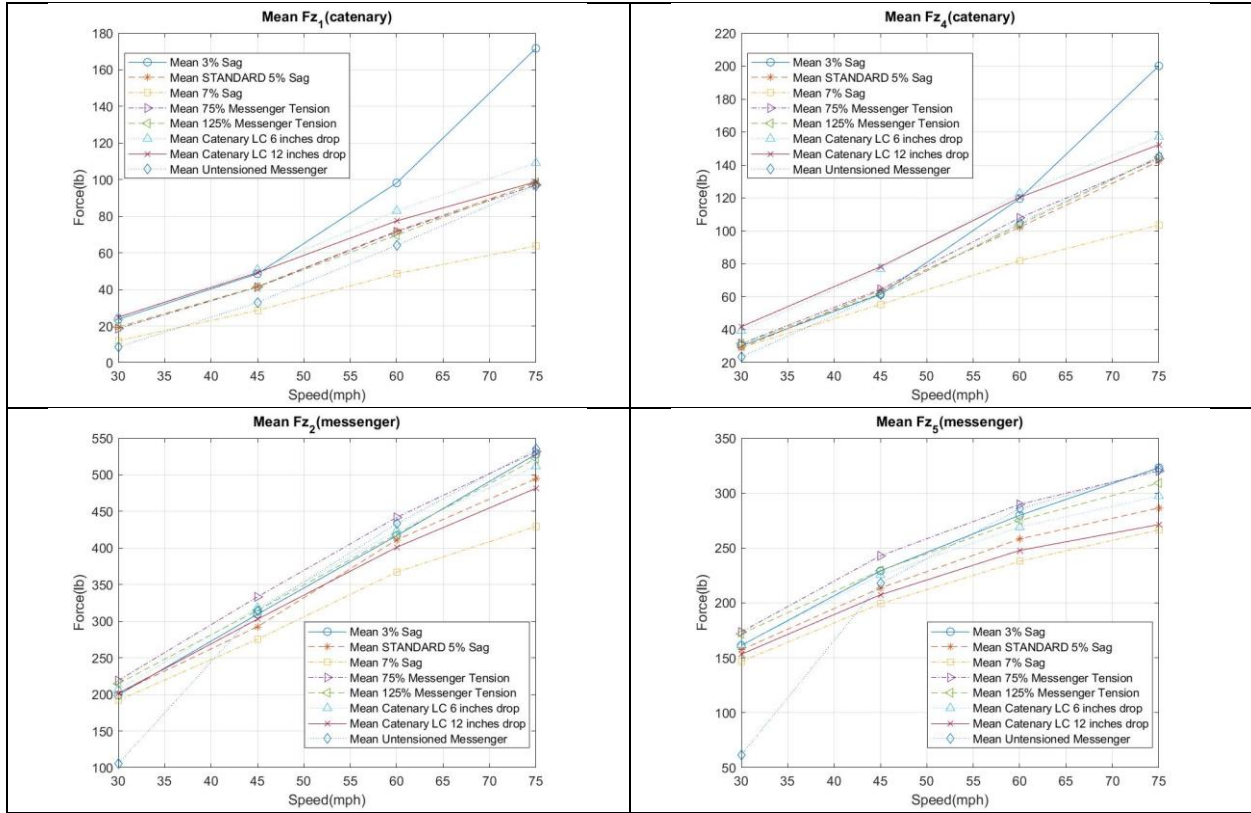 Mean Fz1(catenary)
180
160
140
120
100
80
60
40
20
0
Force(lb)
Mean 3% Sag
Mean STANDARD 5% Sag
Mean 7% Sag
Mean 75% Messenger Tension
Mean 125% Messenger Tension
Mean Catenary LC 6 inches drop
Mean Catenary LC 12 inches drop
Mean Untensioned Messenger
30 35 40 45 50 55 60 65 70 75
Speed(mph)
Mean Fz4(catenary)
220
200
180
160
140
120
100
80
60
40
20
Force(lb)
Mean 3% Sag
Mean STANDARD 5% Sag
Mean 7% Sag
Mean 75% Messenger Tension
Mean 125% Messenger Tension
Mean Catenary LC 6 inches drop
Mean Catenary LC 12 inches drop
Mean Untensioned Messenger
30 35 40 45 50 55 60 65 70 75
Speed(mph)
Mean Fz2(messenger)
550
500
450
400
350
300
250
200
150
100
Force(lb)
Mean 3% Sag
Mean STANDARD 5% Sag
Mean 7% Sag
Mean 75% Messenger Tension
Mean 125% Messenger Tension
Mean Catenary LC 6 inches drop
Mean Catenary LC 12 inches drop
Mean Untensioned Messenger
30 35 40 45 50 55 60 65 70 75
Speed(mph)
Mean Fz5(messenger)
350
300
250
200
150
100
50
Force(lb)
Mean 3% Sag
Mean STANDARD 5% Sag
Mean 7% Sag
Mean 75% Messenger Tension
Mean 125% Messenger Tension
Mean Catenary LC 6 inches drop
Mean Catenary LC 12 inches drop
Mean Untensioned Messenger
30 35 40 45 50 55 60 65 70 75
Speed(mph)